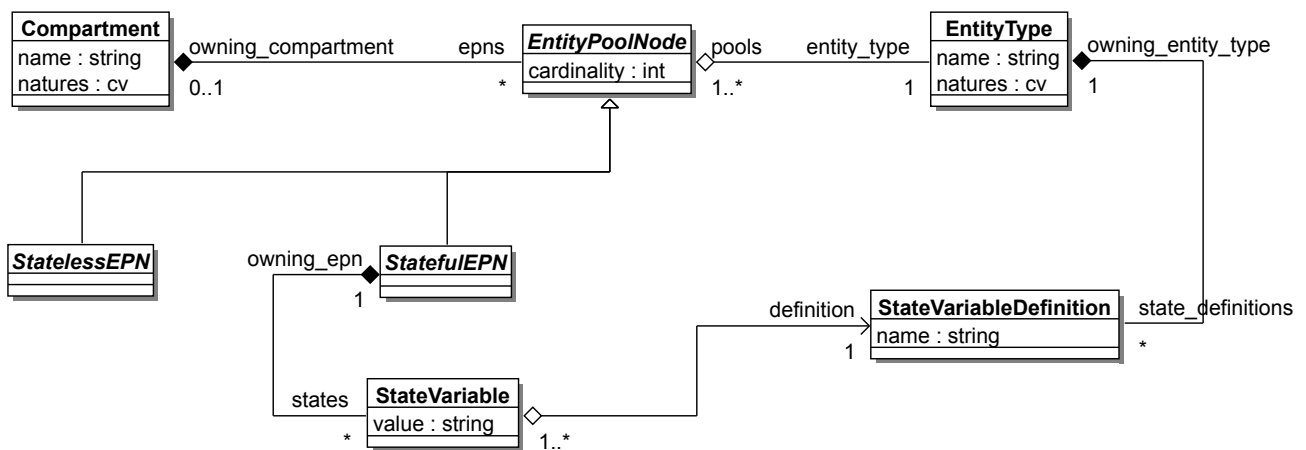 Compartment
name : string
natures : cv
owning_compartment
0..1
epns
*
EntityPoolNode
cardinality : int
pools
1..*
entity_type
1
EntityType
name : string
natures : cv
owning_entity_type
1
StatelessEPN
owning_epn
1
StatefulEPN
definition
1
StateVariableDefinition
name : string
state_definitions
*
states
*
StateVariable
value : string
1..*